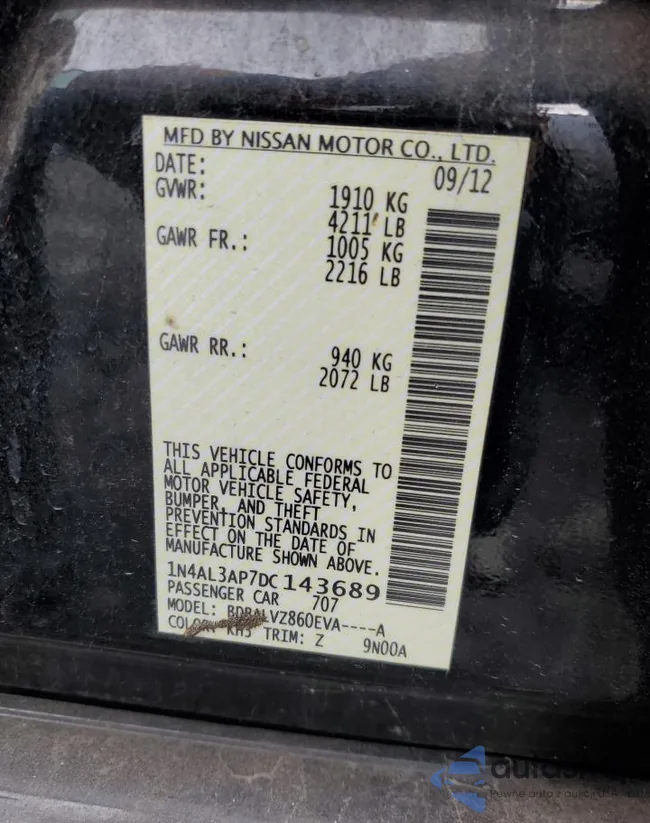 MFD BY NISSAN MOTOR CO., LTD.
DATE: 09/12
GVWR: 1910 KG
4211 LB
GAWR FR.: 1005 KG
2216 LB
GAWR RR.: 940 KG
2072 LB
THIS VEHICLE CONFORMS TO
ALL APPLICABLE FEDERAL
MOTOR VEHICLE SAFETY,
BUMPER, AND THEFT
PREVENTION STANDARDS IN
EFFECT ON THE DATE OF
MANUFACTURE SHOWN ABOVE.
1N4AL3AP7DC143689
PASSENGER CAR 707
MODEL: BDRALVZ860EVA----A
COLOR: KH3 TRIM: Z 9N00A